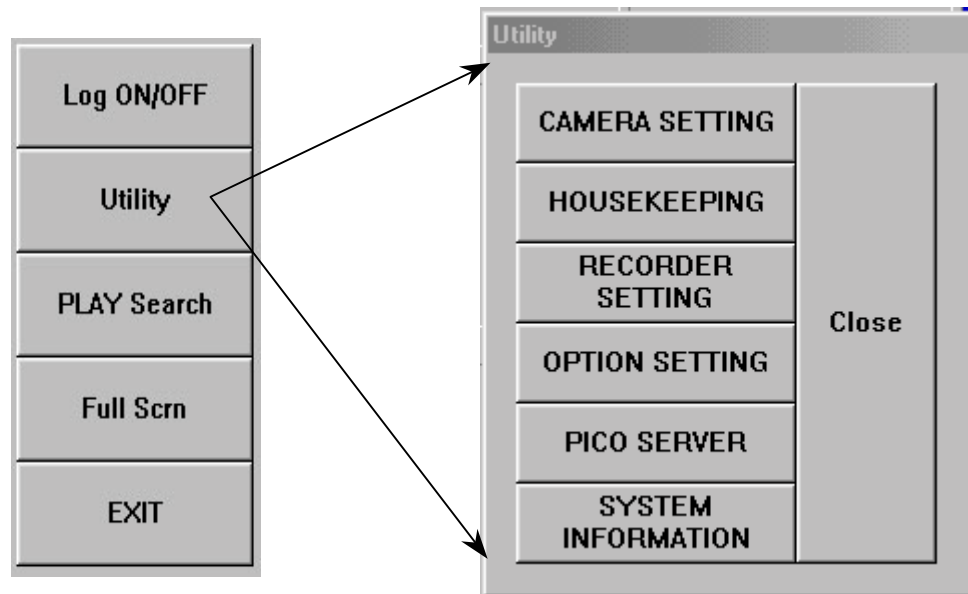 Log ON/OFF
Utility
PLAY Search
Full Scrn
EXIT
Utility
CAMERA SETTING
HOUSEKEEPING
RECORDER
SETTING
OPTION SETTING
PICO SERVER
SYSTEM
INFORMATION
Close